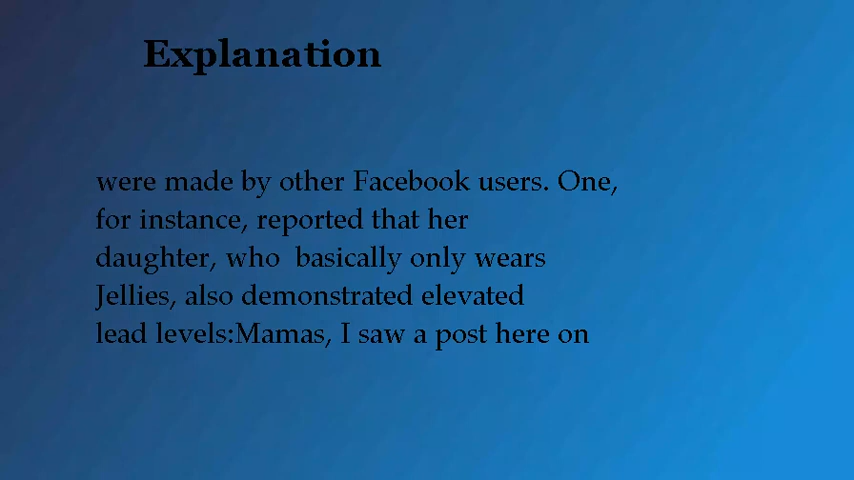 Explanation
were made by other Facebook users. One,
for instance, reported that her
daughter, who  basically only wears
Jellies, also demonstrated elevated
lead levels:Mamas, I saw a post here on